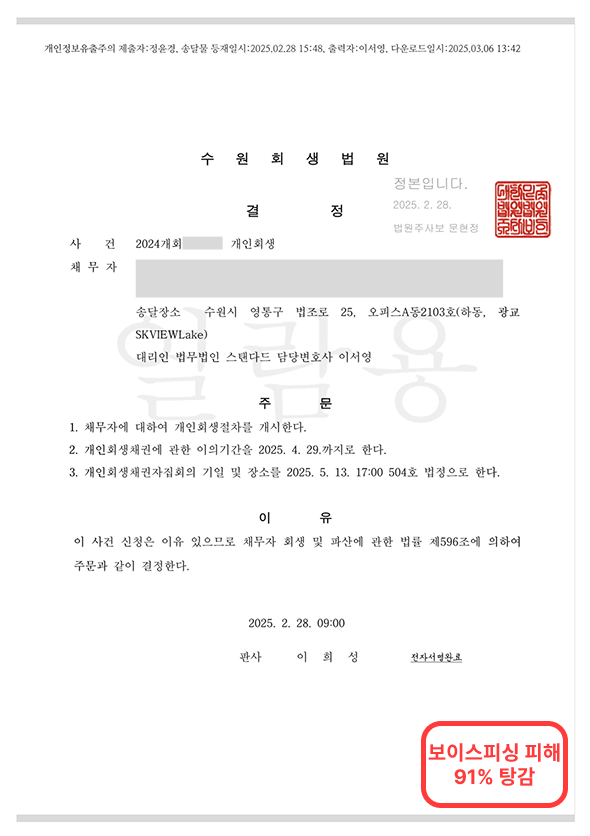 개인정보유출주의 제출자:정윤경, 송달물 등재일시:2025.02.28 15:48, 출력자:이서영, 다운로드일시:2025.03.06 13:42
수 원 회 생 법 원
정본입니다.
2025. 2. 28.
법원주사보 문현정
결 정
사 건 2024개회 개인회생
채 무 자
송달장소 수원시 영통구 법조로 25, 오피스A동2103호(하동, 광교
SKVIEWLake)
대리인 법무법인 스탠다드 담당변호사 이서영
열람용
주 문
1. 채무자에 대하여 개인회생절차를 개시한다.
2. 개인회생채권에 관한 이의기간을 2025. 4. 29.까지로 한다.
3. 개인회생채권자집회의 기일 및 장소를 2025. 5. 13. 17:00 504호 법정으로 한다.
이 유
이 사건 신청은 이유 있으므로 채무자 회생 및 파산에 관한 법률 제596조에 의하여
주문과 같이 결정한다.
2025. 2. 28. 09:00
판사 이 희 성 전자서명완료
보이스피싱 피해
91% 탕감